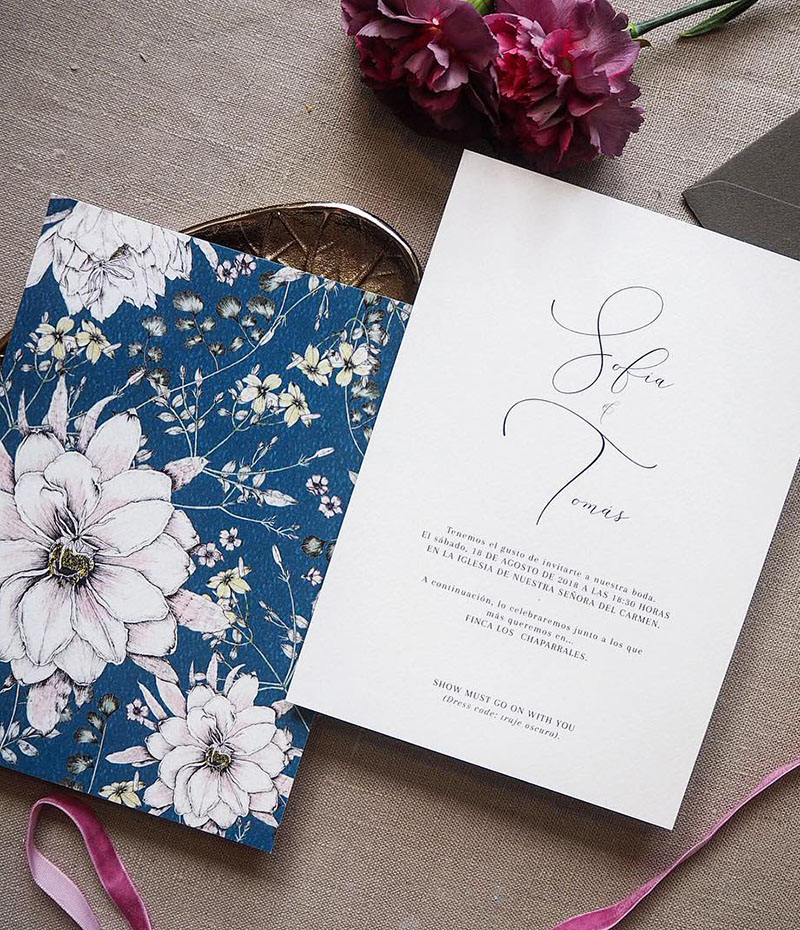 Sofía
&
Tomás
Tenemos el gusto de invitarte a nuestra boda.
El sábado, 18 DE AGOSTO DE 2018 A LAS 18:30 HORAS
EN LA IGLESIA DE NUESTRA SEÑORA DEL CARMEN.
A continuación, lo celebraremos junto a los que
más queremos en...
FINCA LOS CHAPARRALES.
SHOW MUST GO ON WITH YOU
(Dress code: traje oscuro).